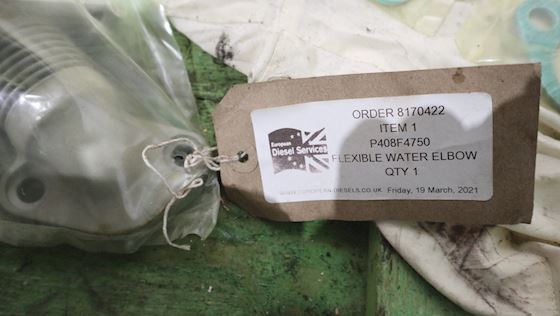 ORDER 8170422
ITEM 1
P408F4750
FLEXIBLE WATER ELBOW
QTY 1
European
Diesel Services
WWW.EUROPEAN-DIESELS.CO.UK Friday, 19 March, 2021